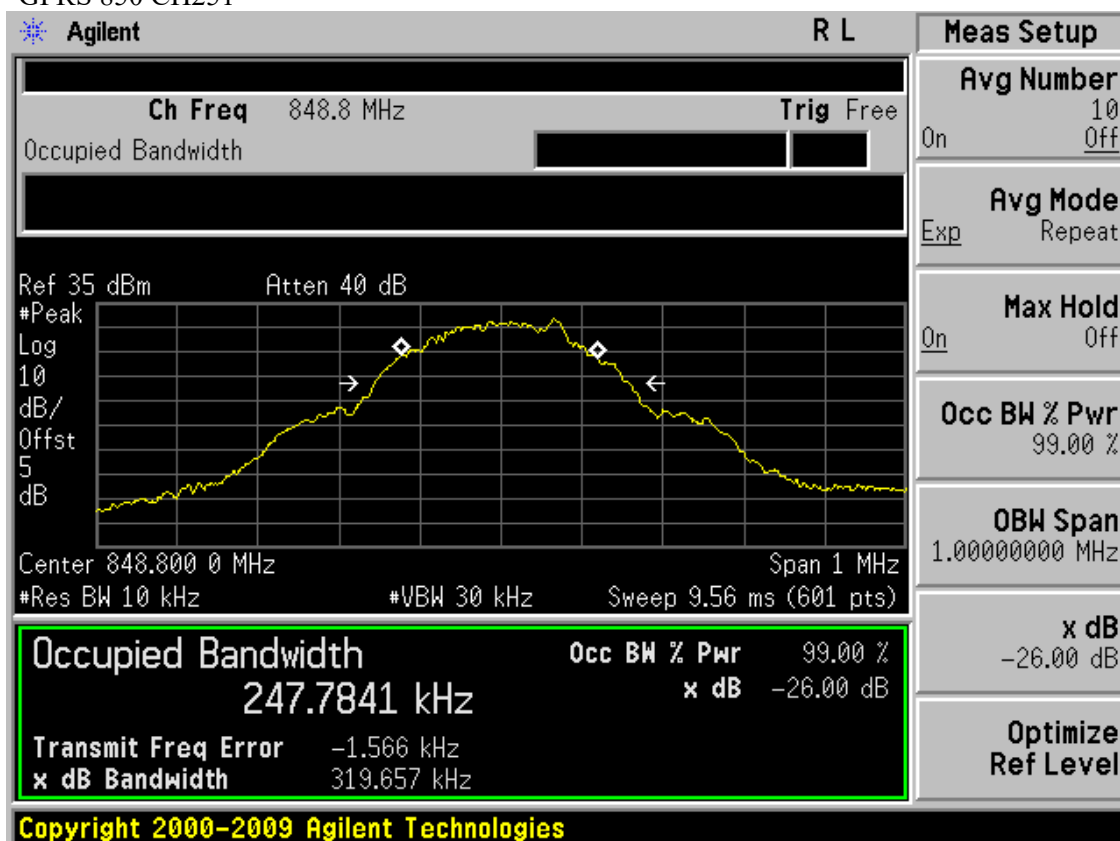 GPRS 850 CH251
Agilent R L
Ch Freq 848.8 MHz Trig Free
Occupied Bandwidth
Ref 35 dBm Atten 40 dB
#Peak
Log
10
dB/
Offst
5
dB
Center 848.800 0 MHz Span 1 MHz
#Res BW 10 kHz #VBW 30 kHz Sweep 9.56 ms (601 pts)
Occupied Bandwidth Occ BW % Pwr 99.00 %
247.7841 kHz x dB -26.00 dB
Transmit Freq Error -1.566 kHz
x dB Bandwidth 319.657 kHz
Copyright 2000-2009 Agilent Technologies
Meas Setup
Avg Number
10
On Off
Avg Mode
Exp Repeat
Max Hold
On Off
Occ BW % Pwr
99.00 %
OBW Span
1.00000000 MHz
x dB
-26.00 dB
Optimize
Ref Level